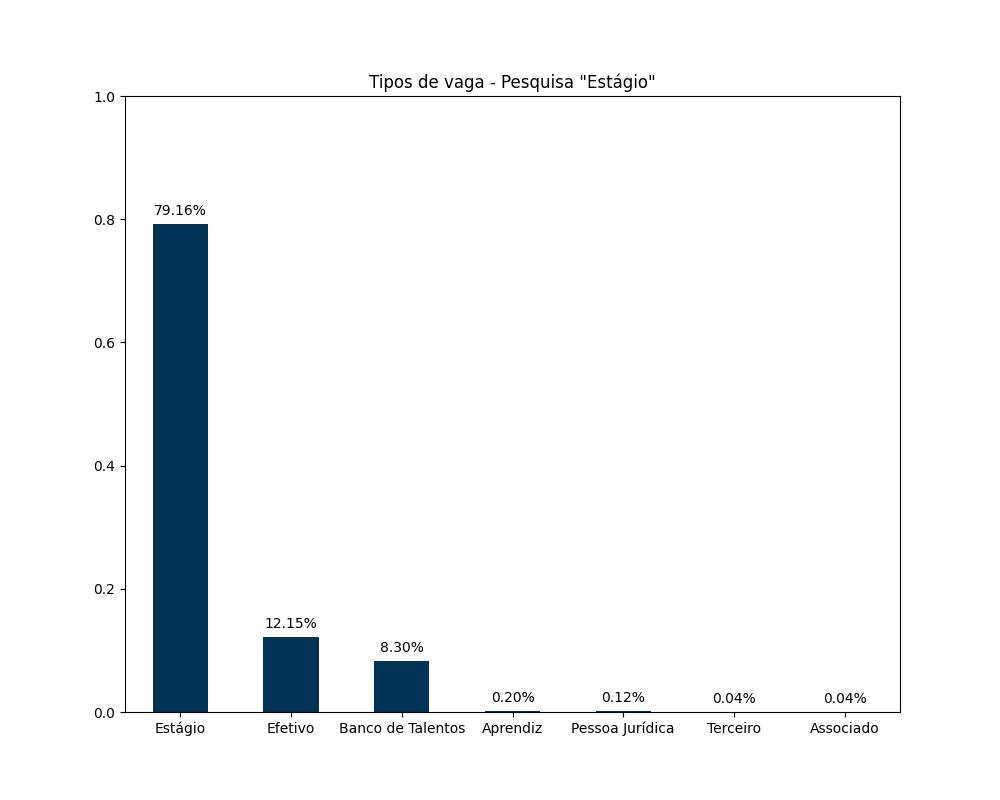 Tipos de vaga - Pesquisa "Estágio"
1.0
0.8
0.6
0.4
0.2
0.0
79.16%
12.15%
8.30%
0.20%
0.12%
0.04%
0.04%
Estágio
Efetivo
Banco de Talentos
Aprendiz
Pessoa Jurídica
Terceiro
Associado